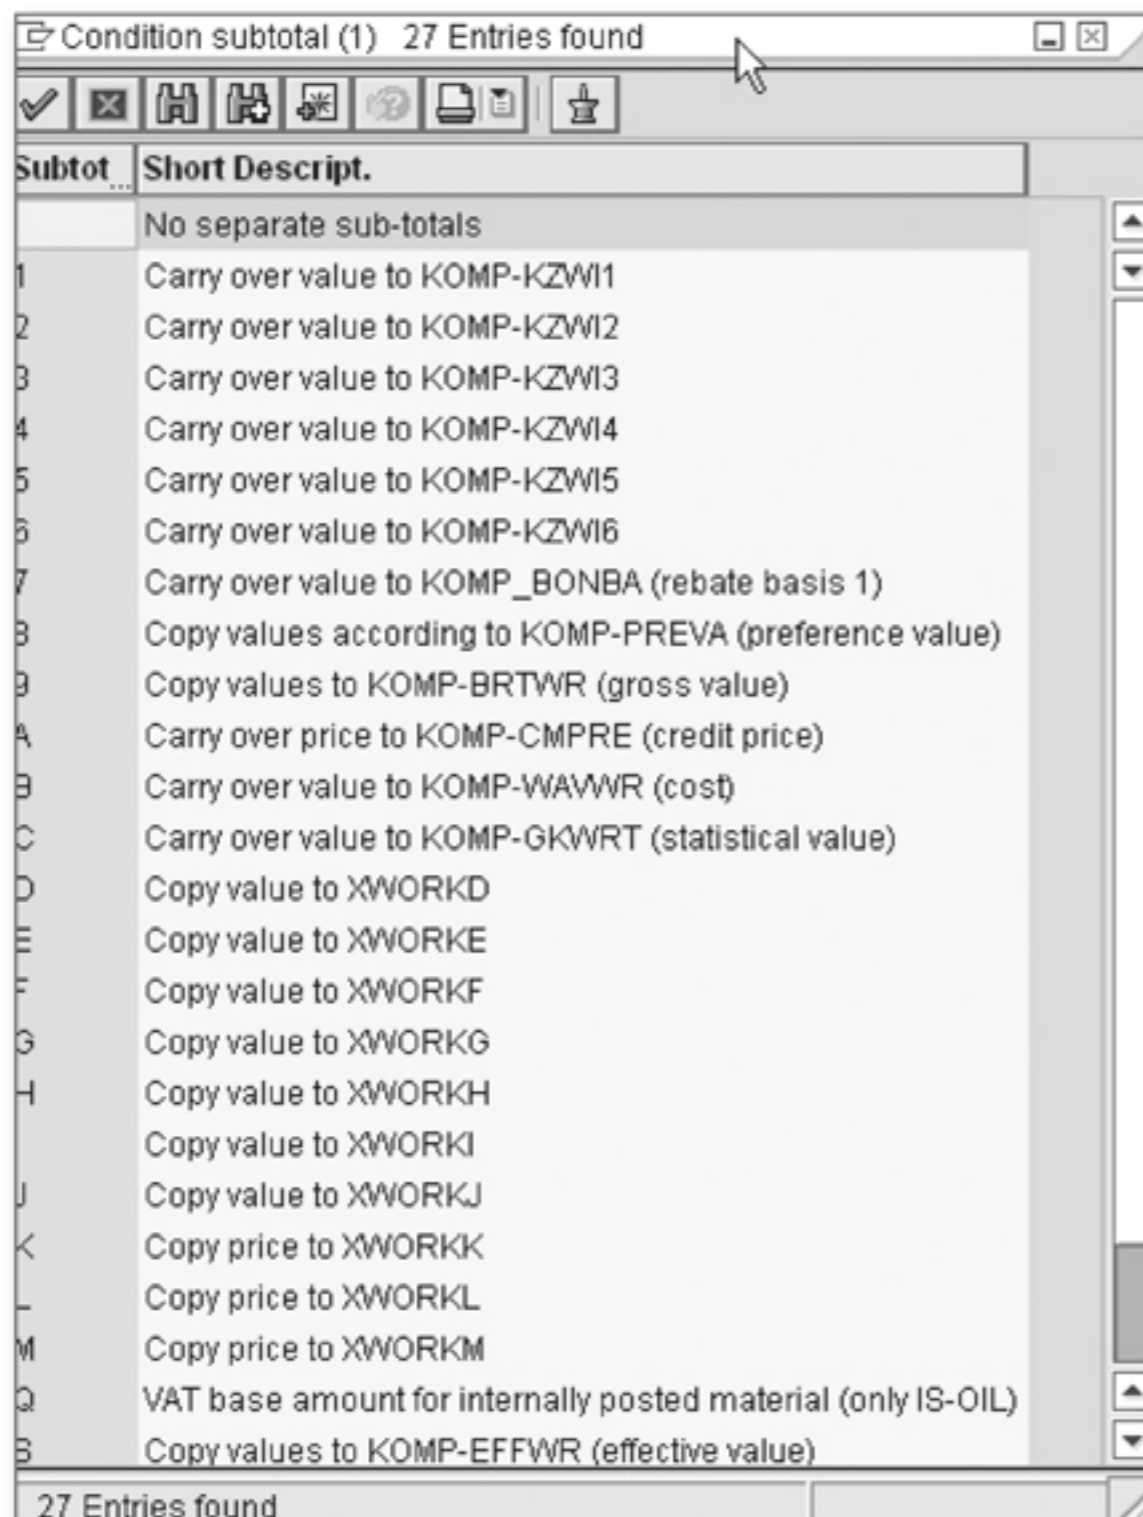 Condition subtotal (1) 27 Entries found
Subtot... Short Descript.
No separate sub-totals
1 Carry over value to KOMP-KZWI1
2 Carry over value to KOMP-KZWI2
3 Carry over value to KOMP-KZWI3
4 Carry over value to KOMP-KZWI4
5 Carry over value to KOMP-KZWI5
6 Carry over value to KOMP-KZWI6
7 Carry over value to KOMP_BONBA (rebate basis 1)
8 Copy values according to KOMP-PREVA (preference value)
9 Copy values to KOMP-BRTWR (gross value)
A Carry over price to KOMP-CMPRE (credit price)
B Carry over value to KOMP-WAVWR (cost)
C Carry over value to KOMP-GKWRT (statistical value)
D Copy value to XWORKD
E Copy value to XWORKE
F Copy value to XWORKF
G Copy value to XWORKG
H Copy value to XWORKH
Copy value to XWORKI
J Copy value to XWORKJ
K Copy price to XWORKK
L Copy price to XWORKL
M Copy price to XWORKM
Q VAT base amount for internally posted material (only IS-OIL)
S Copy values to KOMP-EFFWR (effective value)
27 Entries found